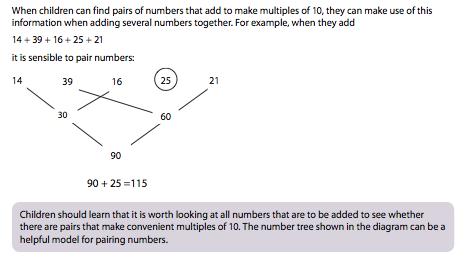 When children can find pairs of numbers that add to make multiples of 10, they can make use of this
information when adding several numbers together. For example, when they add
14 + 39 + 16 + 25 + 21
it is sensible to pair numbers:
14 39 16 25 21
30 60
90
90 + 25 =115
Children should learn that it is worth looking at all numbers that are to be added to see whether
there are pairs that make convenient multiples of 10. The number tree shown in the diagram can be a
helpful model for pairing numbers.